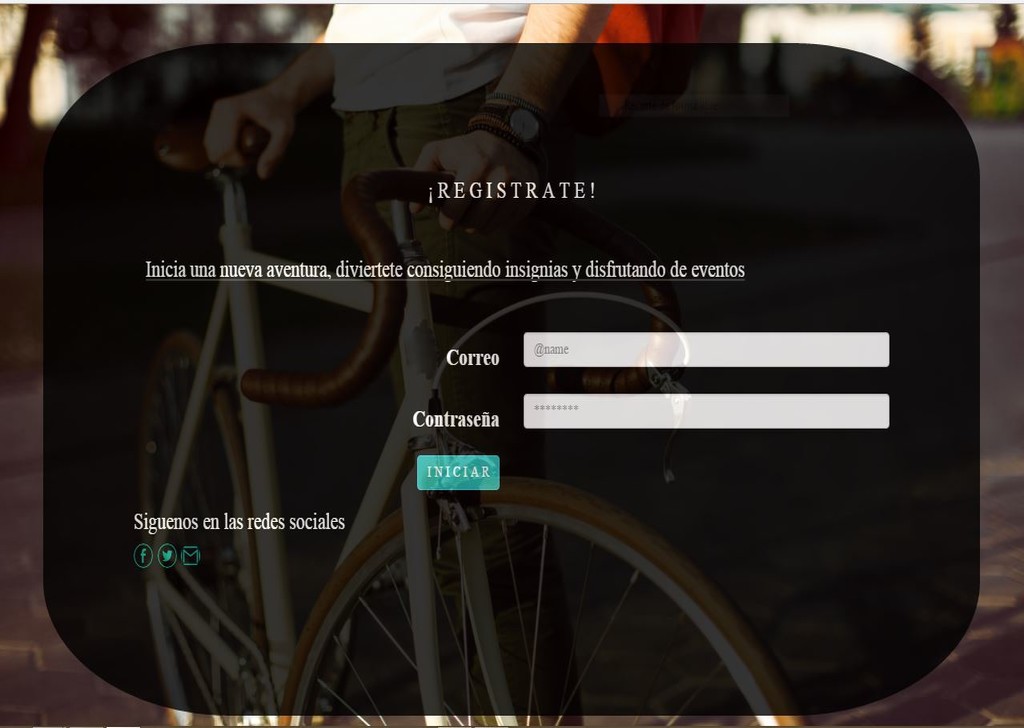 ¡REGISTRATE!
Inicia una nueva aventura, diviertete consiguiendo insignias y disfrutando de eventos
Correo
@name
Contraseña
********
INICIAR
Siguenos en las redes sociales